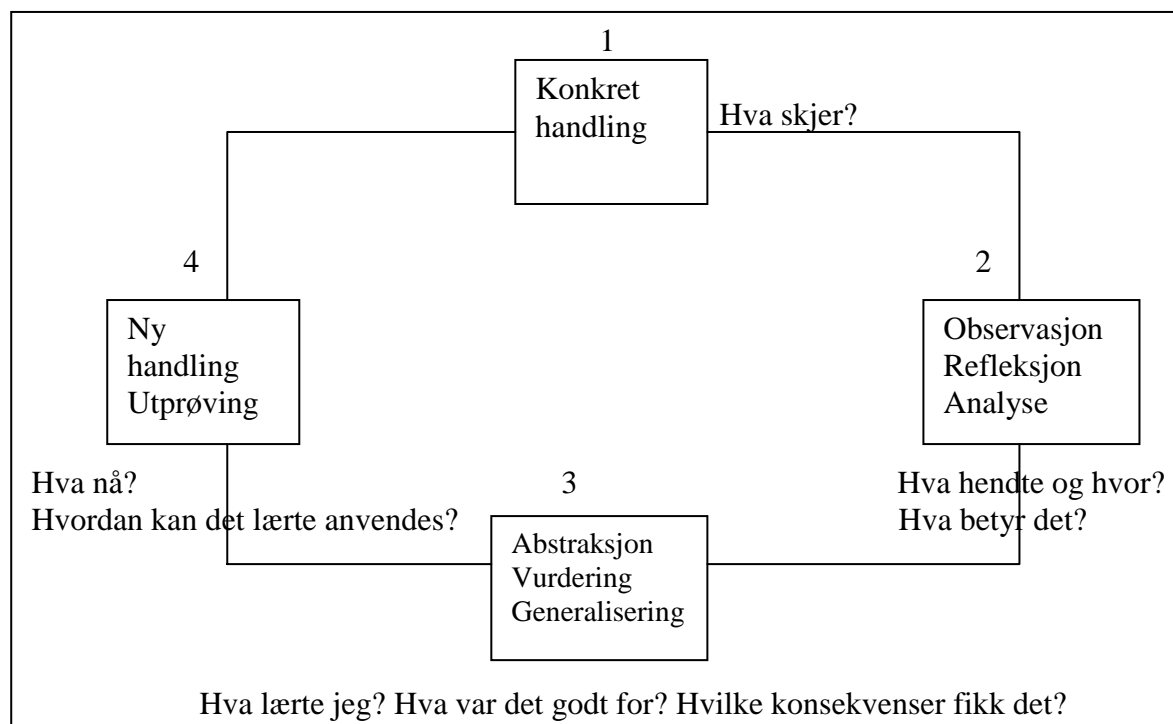 1
Konkret
handling
Hva skjer?
2
Observasjon
Refleksjon
Analyse
Hva hendte og hvor?
Hva betyr det?
3
Abstraksjon
Vurdering
Generalisering
Hva lærte jeg? Hva var det godt for? Hvilke konsekvenser fikk det?
4
Ny
handling
Utprøving
Hva nå?
Hvordan kan det lærte anvendes?